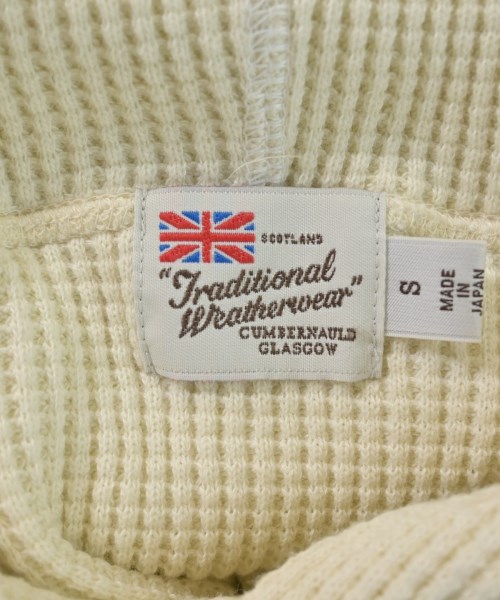 SCOTLAND
"Traditional
Weatherwear"
CUMBERNAULD
GLASGOW
S
MADE
IN
JAPAN